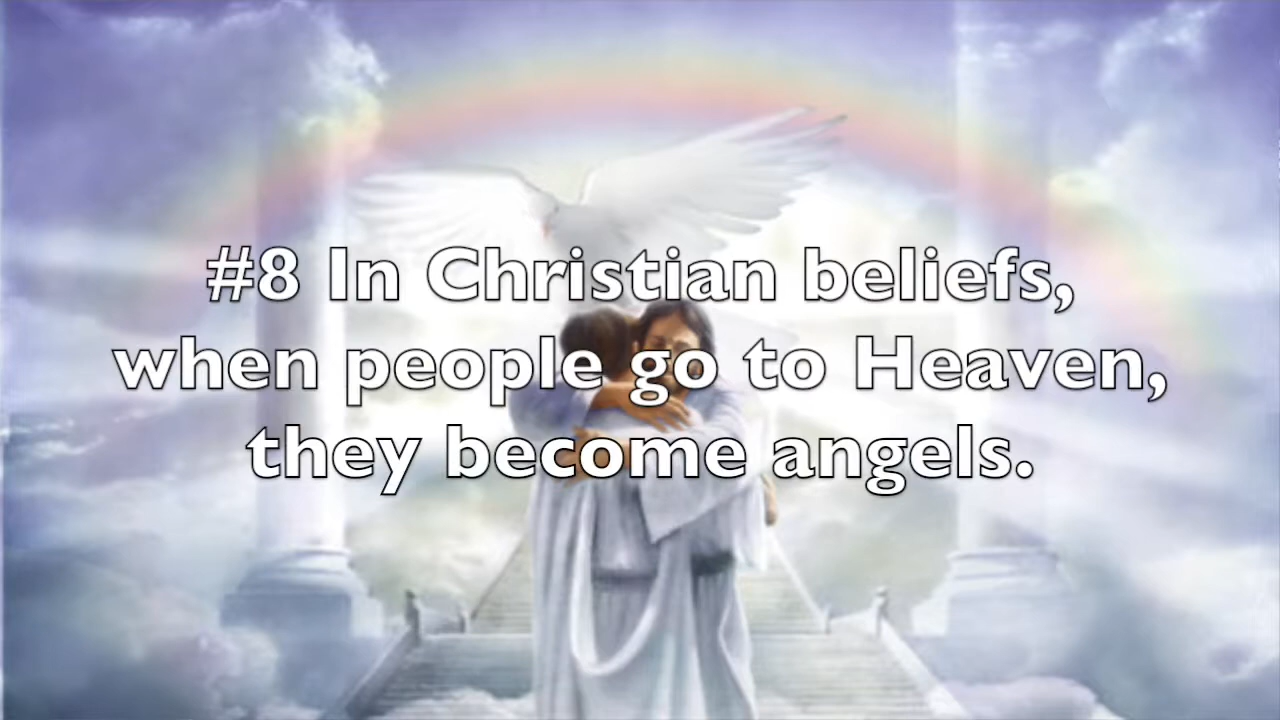 #8 In Christian beliefs,
when people go to Heaven,
they become angels.